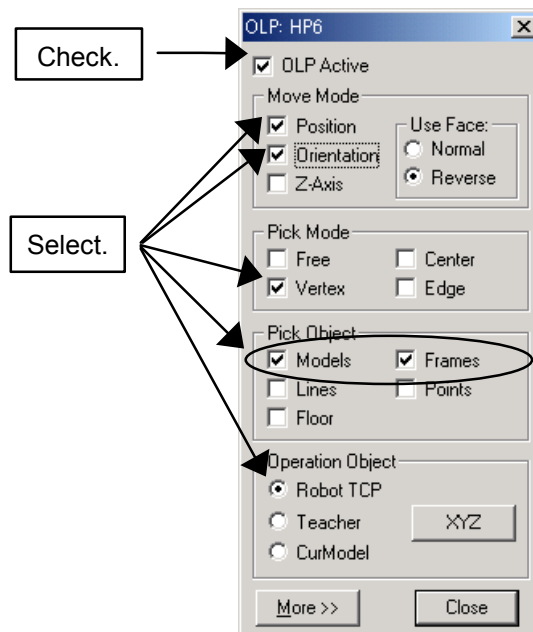 OLP: HP6
Check.
OLP Active
Move Mode
Position
Orientation
Z-Axis
Use Face:
Normal
Reverse
Select.
Pick Mode
Free
Center
Vertex
Edge
Pick Object
Models
Frames
Lines
Points
Floor
Operation Object
Robot TCP
Teacher
XYZ
CurModel
More >>
Close